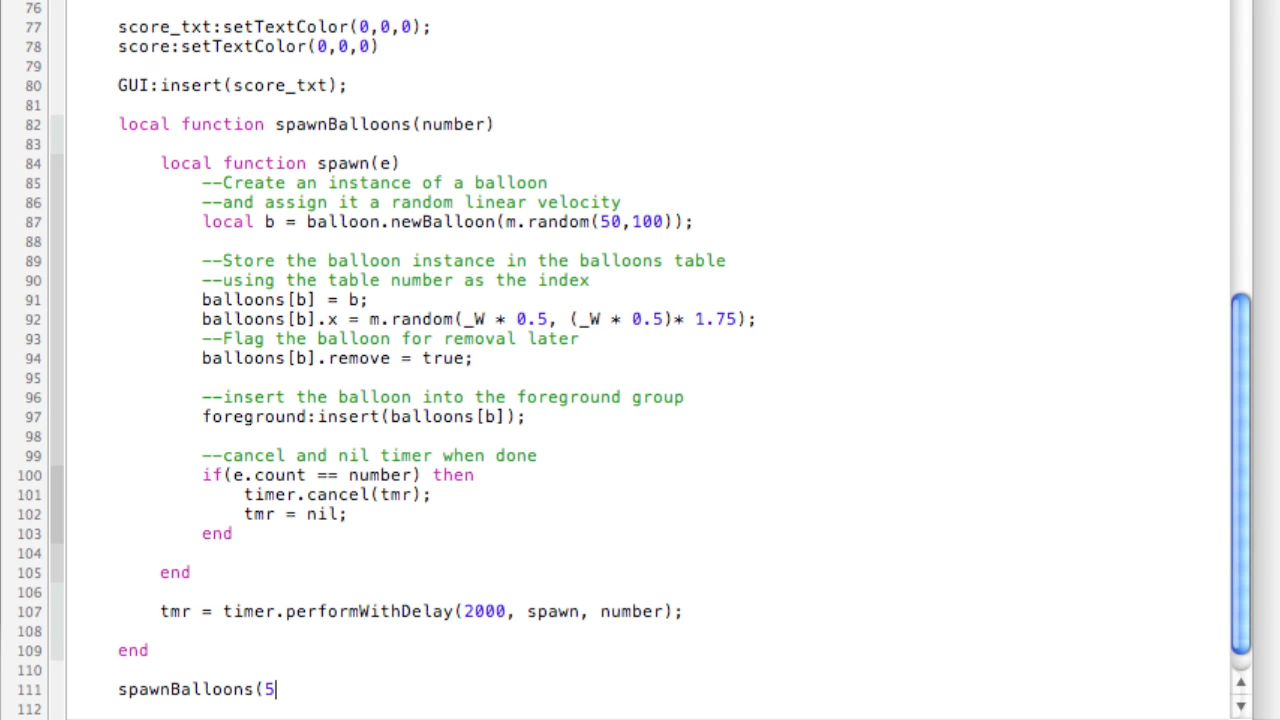 76
77 score_txt:setTextColor(0,0,0);
78 score:setTextColor(0,0,0)
79
80 GUI:insert(score_txt);
81
82 local function spawnBalloons(number)
83
84 local function spawn(e)
85 --Create an instance of a balloon
86 --and assign it a random linear velocity
87 local b = balloon.newBalloon(m.random(50,100));
88
89 --Store the balloon instance in the balloons table
90 --using the table number as the index
91 balloons[b] = b;
92 balloons[b].x = m.random(_W * 0.5, (_W * 0.5)* 1.75);
93 --Flag the balloon for removal later
94 balloons[b].remove = true;
95
96 --insert the balloon into the foreground group
97 foreground:insert(balloons[b]);
98
99 --cancel and nil timer when done
100 if(e.count == number) then
101 timer.cancel(tmr);
102 tmr = nil;
103 end
104
105 end
106
107 tmr = timer.performWithDelay(2000, spawn, number);
108
109 end
110
111 spawnBalloons(5
112